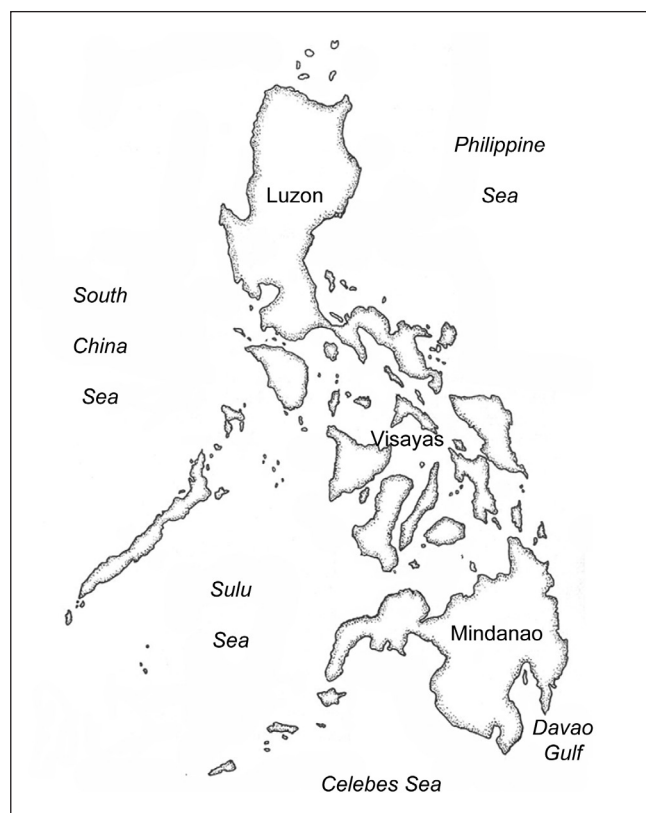 Philippine
Sea
Luzon
South
China
Sea
Visayas
Sulu
Sea
Mindanao
Davao
Gulf
Celebes Sea